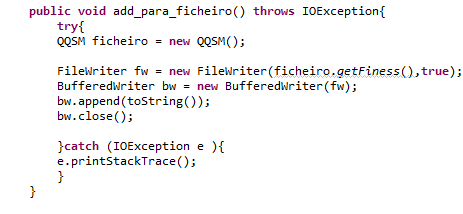 public void add_para_ficheiro() throws IOException{
try{
QQSM ficheiro = new QQSM();
FileWriter fw = new FileWriter(ficheiro.getFiness(),true);
BufferedWriter bw = new BufferedWriter(fw);
bw.append(toString());
bw.close();
}catch (IOException e ){
e.printStackTrace();
}
}